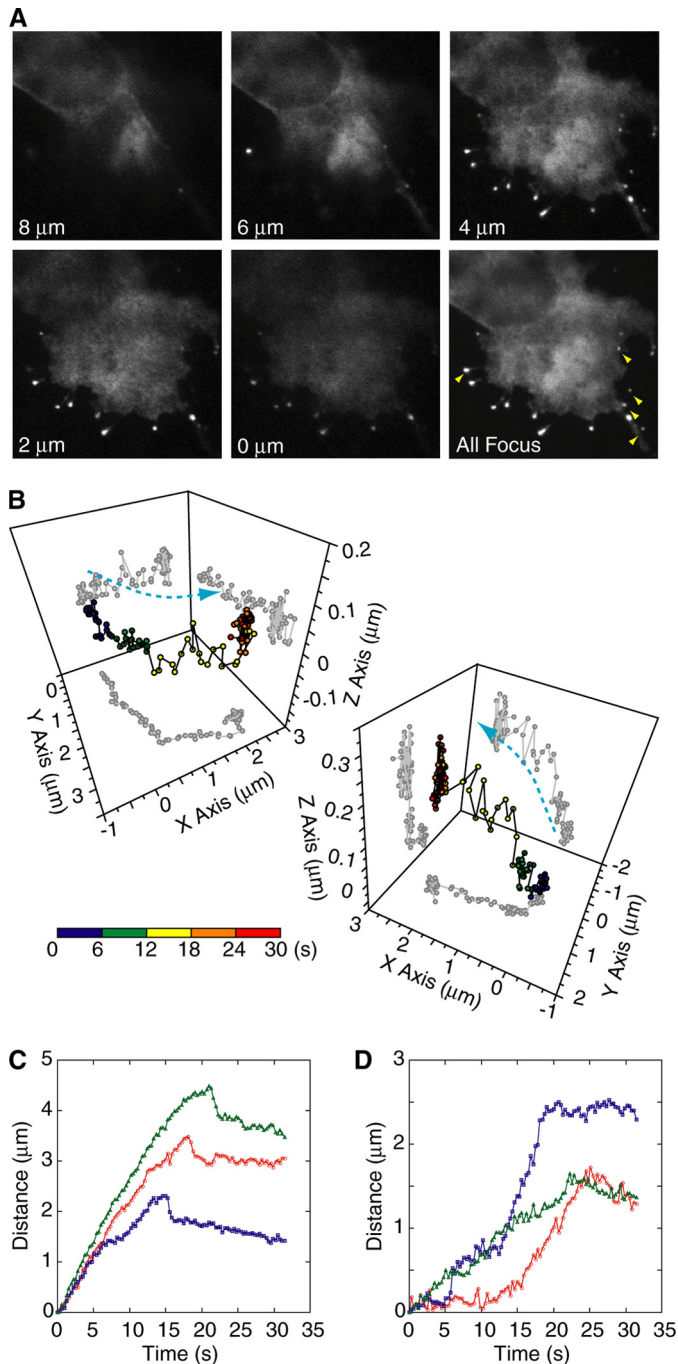 A
8 μm
6 μm
4 μm
2 μm
0 μm
All Focus
B
0.2
0.1
0
-0.1
Z Axis (μm)
0
1
2
3
Y Axis (μm)
-1
0
1
2
3
X Axis (μm)
0.3
0.2
0.1
0
Z Axis (μm)
3
2
1
0
-1
X Axis (μm)
-2
-1
0
1
2
Y Axis (μm)
0 6 12 18 24 30 (s)
C
5
4
3
2
1
0
Distance (μm)
0 5 10 15 20 25 30 35
Time (s)
D
3
2
1
0
Distance (μm)
0 5 10 15 20 25 30 35
Time (s)